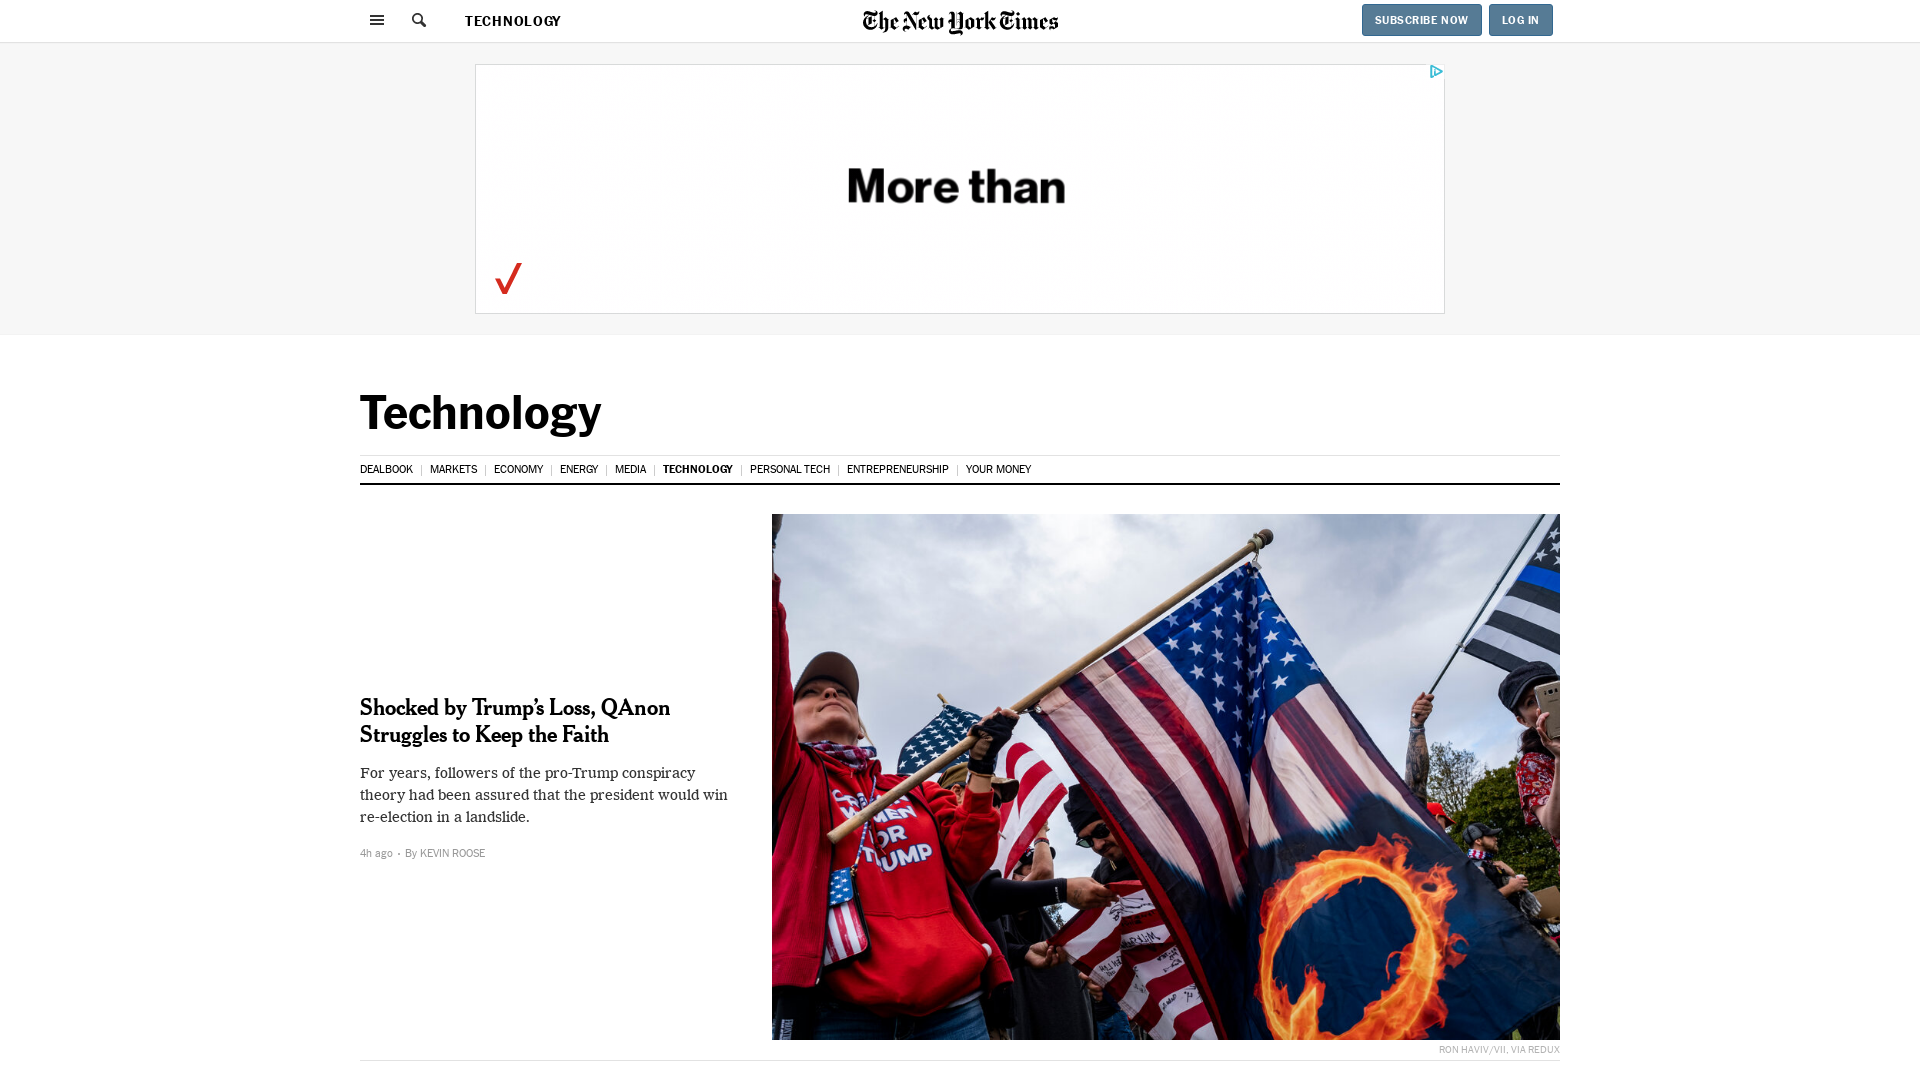 TECHNOLOGY
The New York Times
SUBSCRIBE NOW
LOG IN
More than
Technology
DEALBOOK
MARKETS
ECONOMY
ENERGY
MEDIA
TECHNOLOGY
PERSONAL TECH
ENTREPRENEURSHIP
YOUR MONEY
Shocked by Trump’s Loss, QAnon
Struggles to Keep the Faith
For years, followers of the pro-Trump conspiracy
theory had been assured that the president would win
re-election in a landslide.
4h ago • By KEVIN ROOSE
RON HAVIV/VII, VIA REDUX